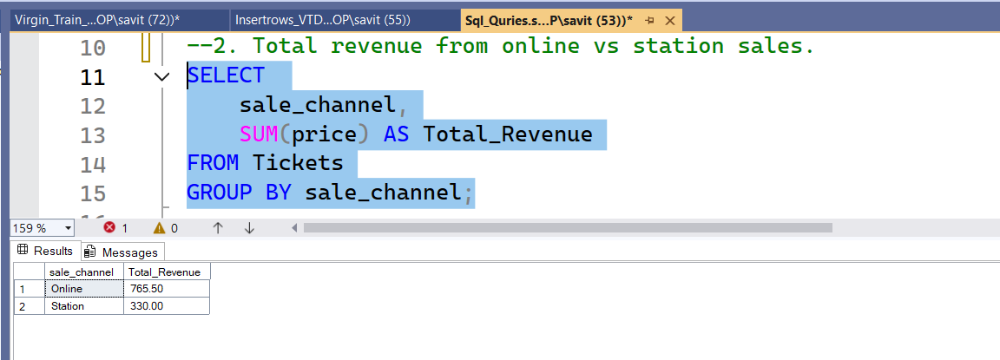 Virgin_Train_...OP\savit (72))* Insertrows_VTD...OP\savit (55)) Sql_Quries.s...P\savit (53))*
10 --2. Total revenue from online vs station sales.
11 SELECT
12 sale_channel,
13 SUM(price) AS Total_Revenue
14 FROM Tickets
15 GROUP BY sale_channel;
159 % 1 0
Results Messages
sale_channel Total_Revenue
1 Online 765.50
2 Station 330.00